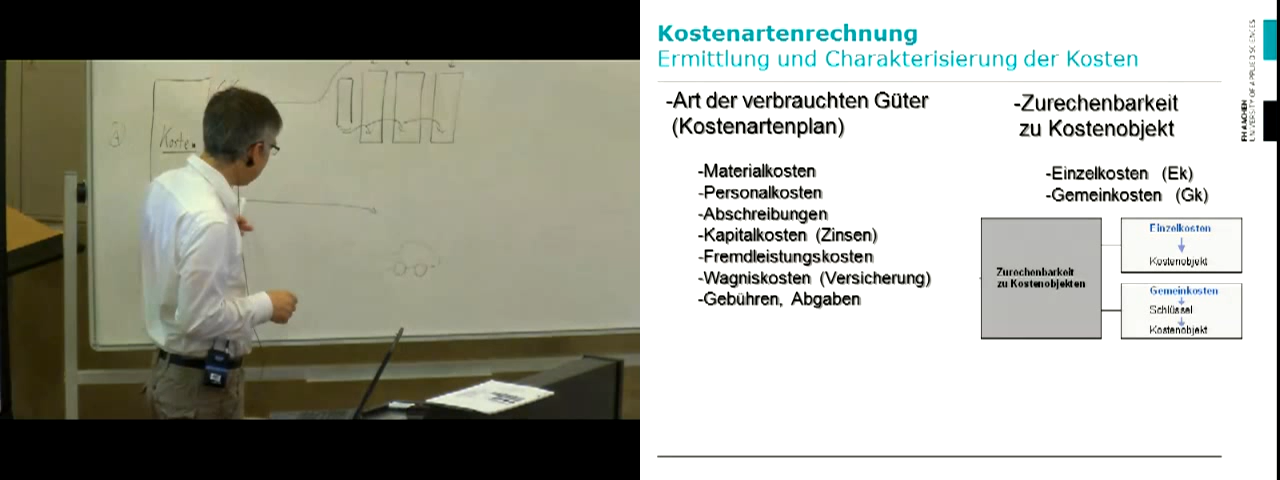 Koste
Kostenartenrechnung
Ermittlung und Charakterisierung der Kosten
-Art der verbrauchten Güter
(Kostenartenplan)
-Materialkosten
-Personalkosten
-Abschreibungen
-Kapitalkosten (Zinsen)
-Fremdleistungskosten
-Wagniskosten (Versicherung)
-Gebühren, Abgaben
-Zurechenbarkeit
zu Kostenobjekt
-Einzelkosten (Ek)
-Gemeinkosten (Gk)
Zurechenbarkeit
zu Kostenobjekten
Einzelkosten
Kostenobjekt
Gemeinkosten
Schlüssel
Kostenobjekt
FH AACHEN
UNIVERSITY OF APPLIED SCIENCES